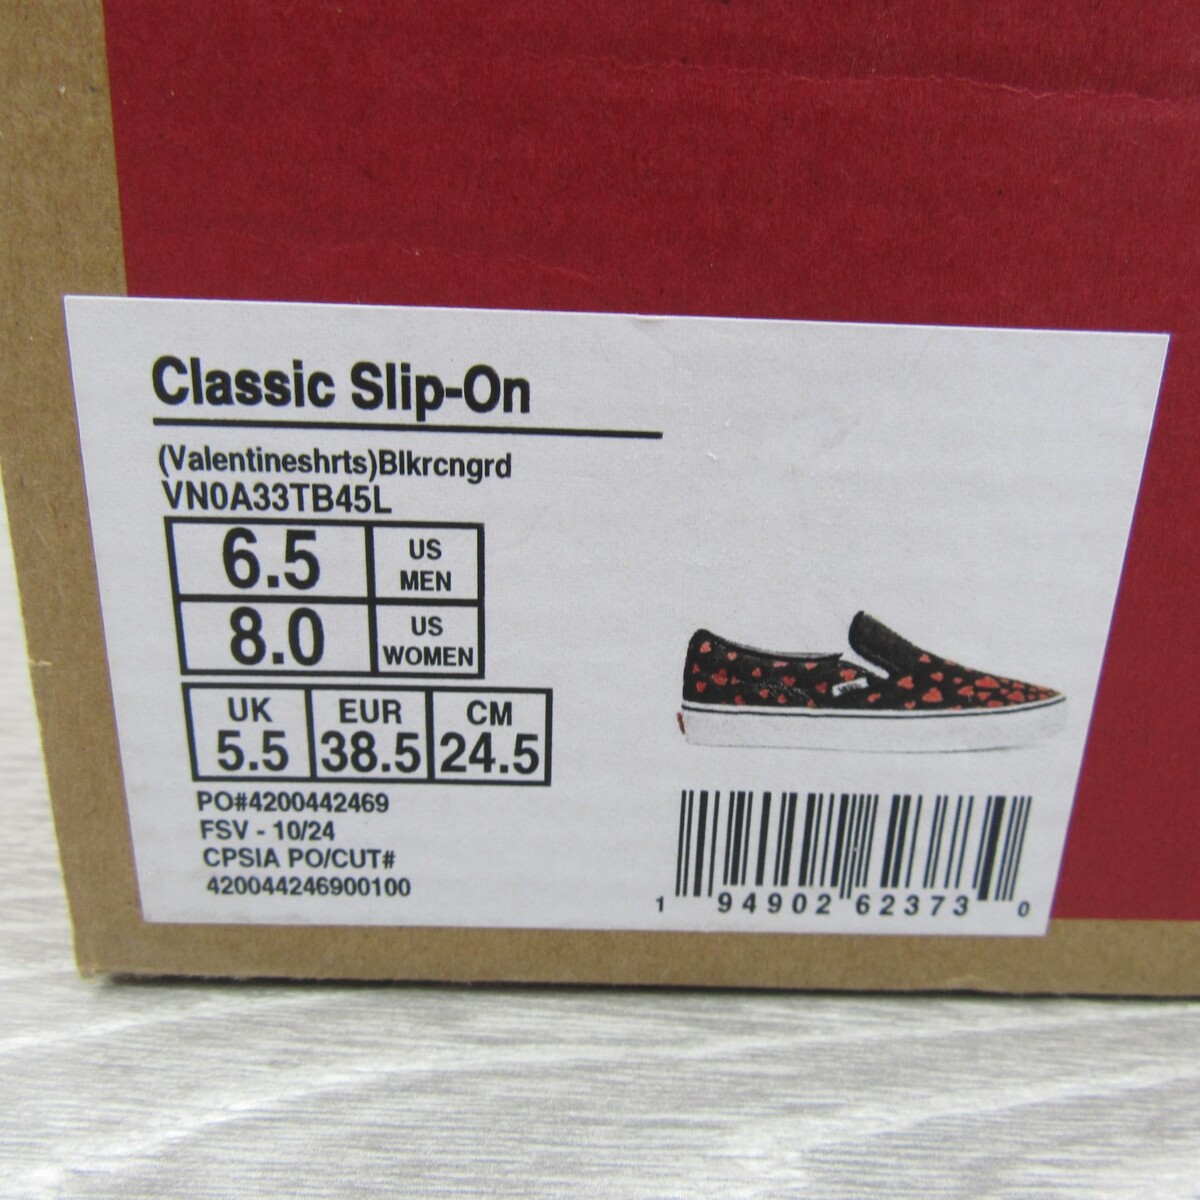 Classic Slip-On
(Valentineshrts)Blkrcngrd
VN0A33TB45L
6.5 US MEN
8.0 US WOMEN
UK EUR CM
5.5 38.5 24.5
PO#4200442469
FSV - 10/24
CPSIA PO/CUT#
420044246900100
1 94902 62373 0